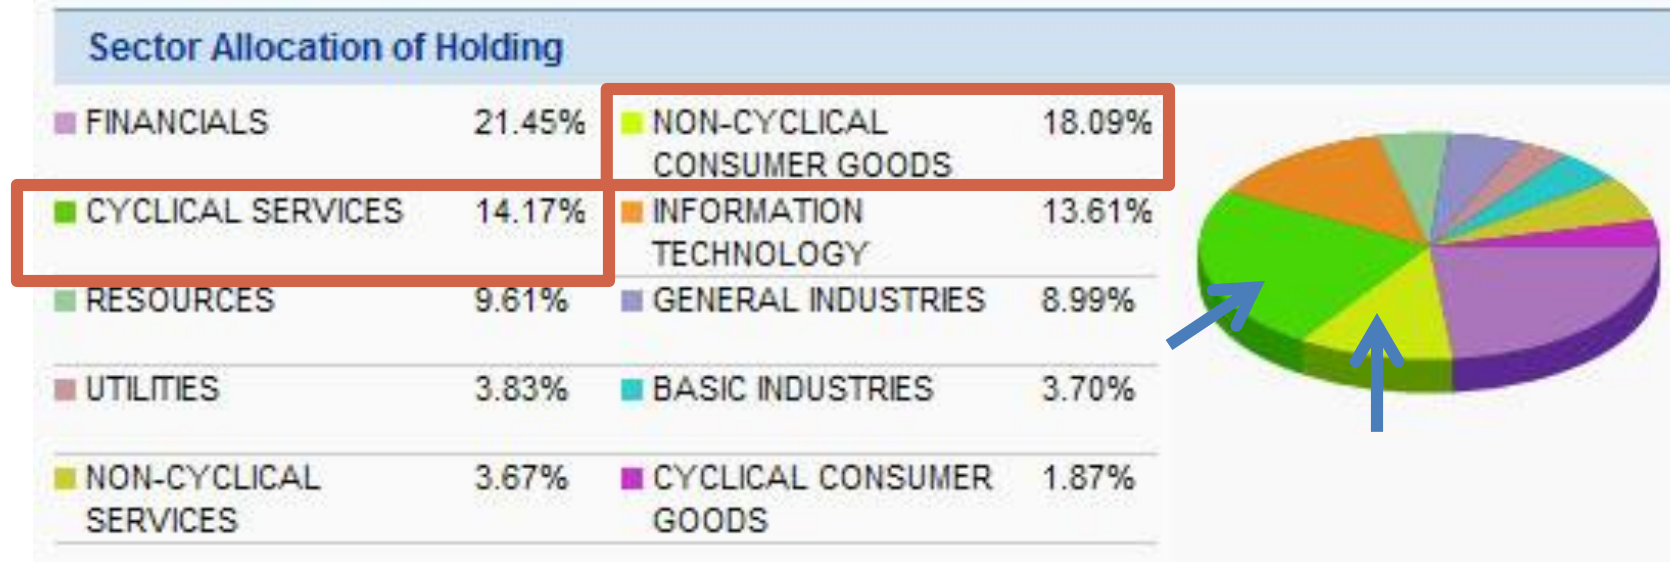 Sector Allocation of Holding
FINANCIALS 21.45% NON-CYCLICAL 18.09%
CONSUMER GOODS
CYCLICAL SERVICES 14.17% INFORMATION 13.61%
TECHNOLOGY
RESOURCES 9.61% GENERAL INDUSTRIES 8.99%
UTILITIES 3.83% BASIC INDUSTRIES 3.70%
NON-CYCLICAL 3.67% CYCLICAL CONSUMER 1.87%
SERVICES GOODS